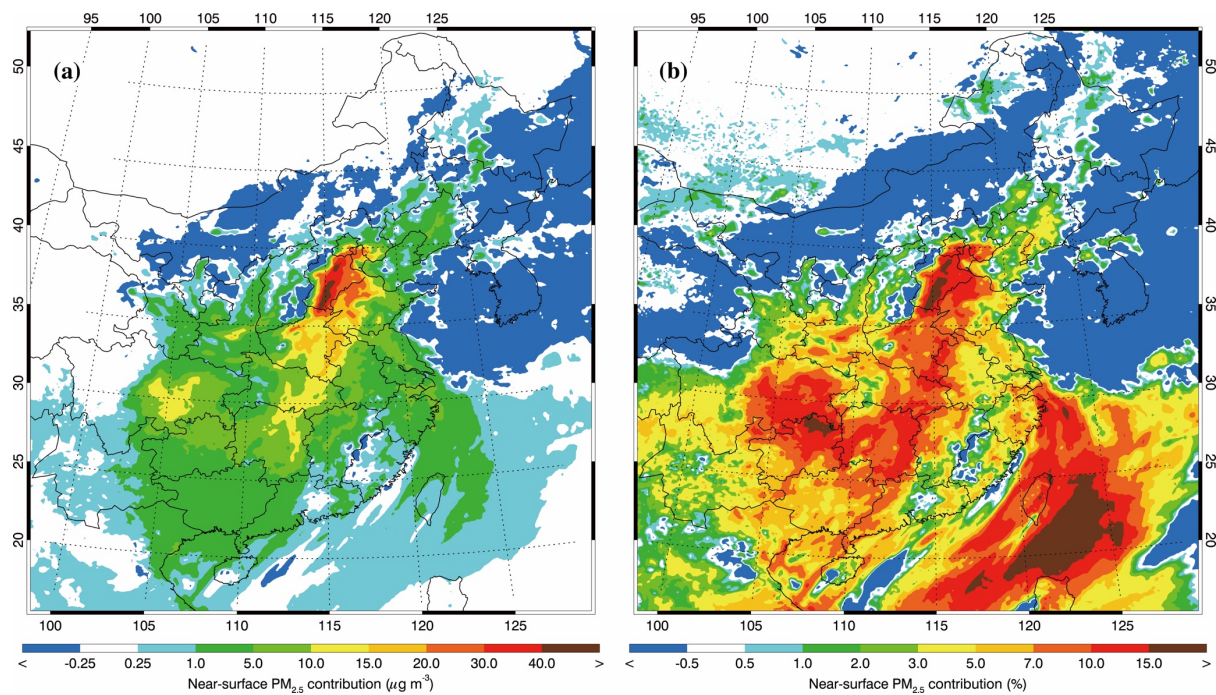 95 100 105 110 115 120 125
(a)
50
45
40
35
30
25
20
105 110 115 120 125
< -0.25 0.25 1.0 5.0 10.0 15.0 20.0 30.0 40.0 >
Near-surface PM2.5 contribution (μg m-3)
95 100 105 110 115 120 125
(b)
50
45
40
35
30
25
20
100 105 110 115 120 125
< -0.5 0.5 1.0 2.0 3.0 5.0 7.0 10.0 15.0 >
Near-surface PM2.5 contribution (%)